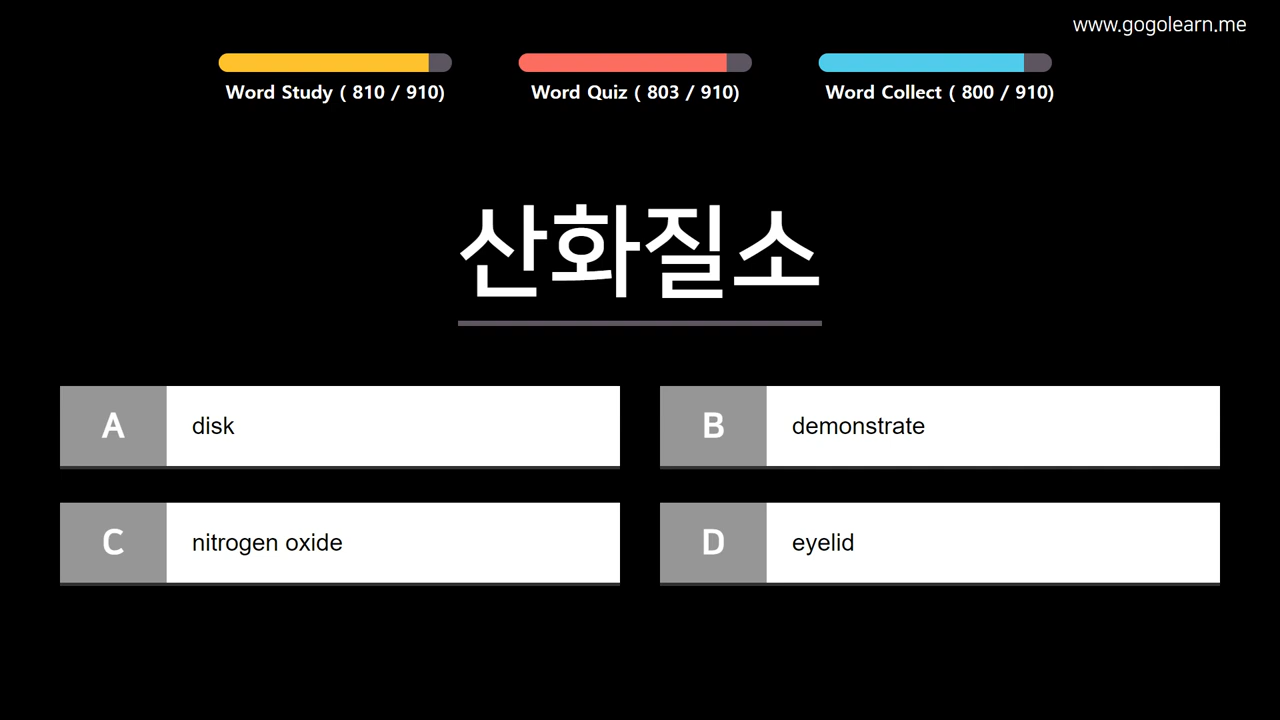 www.gogolearn.me
Word Study ( 810 / 910)
Word Quiz ( 803 / 910)
Word Collect ( 800 / 910)
산화질소
A disk
B demonstrate
C nitrogen oxide
D eyelid